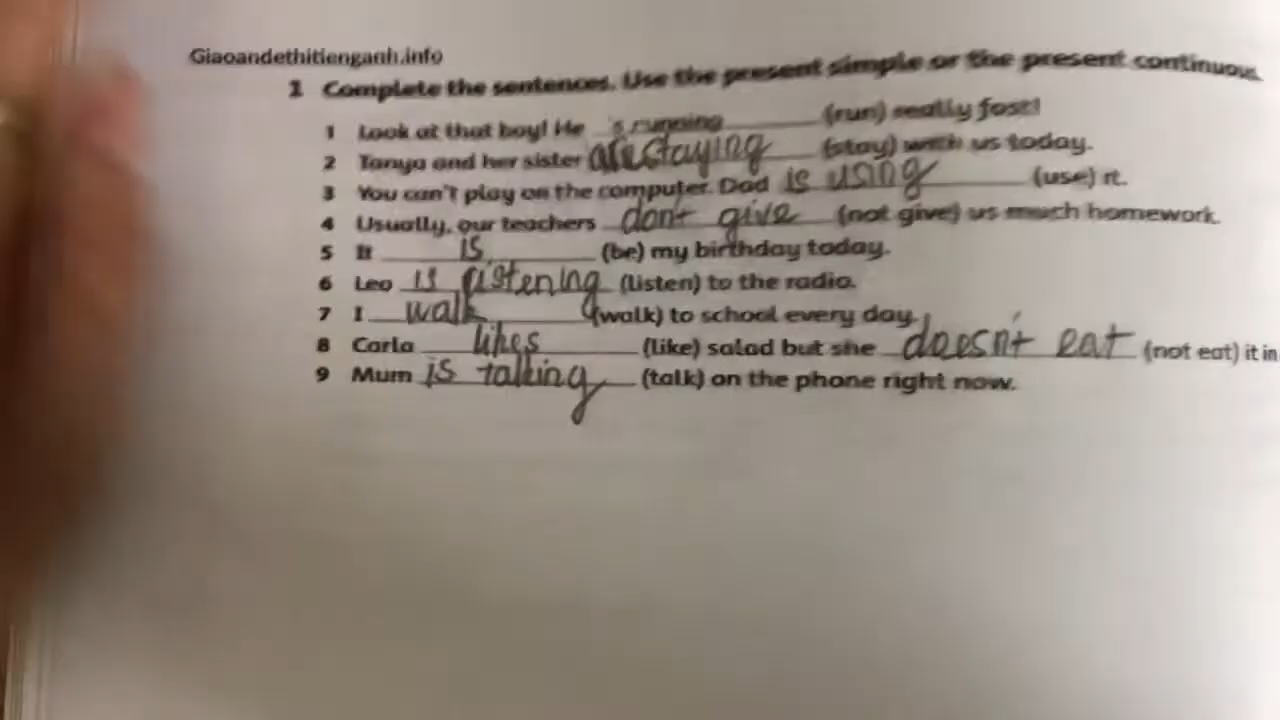 Giaoandethitienganh.info
1 Complete the sentences. Use the present simple or the present continuous.
1 Look at that boy! He 's running (run) really fast!
2 Tanya and her sister are staying (stay) with us today.
3 You can't play on the computer. Dad is using (use) it.
4 Usually, our teachers don't give (not give) us much homework.
5 It is (be) my birthday today.
6 Leo is listening (listen) to the radio.
7 I walk (walk) to school every day.
8 Carla likes (like) salad but she doesn't eat (not eat) it in
9 Mum is talking (talk) on the phone right now.